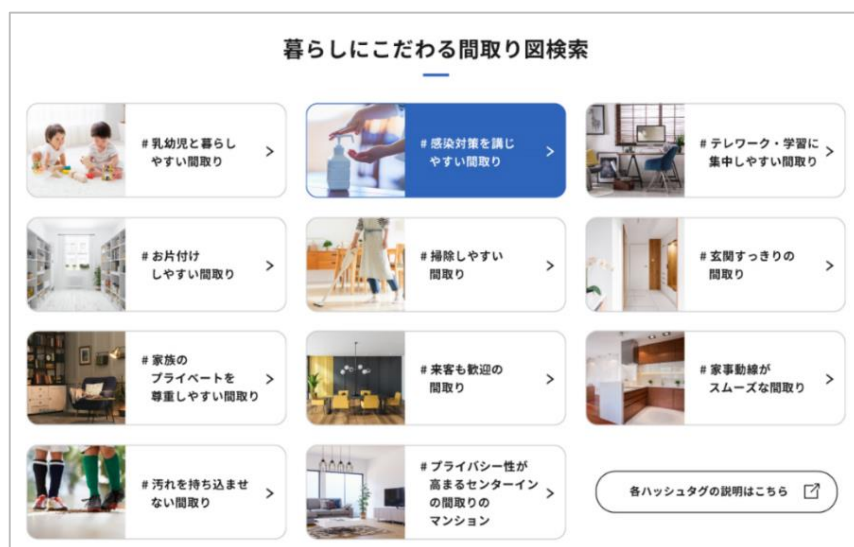 暮らしにこだわる間取り図検索
# 乳幼児と暮らし
やすい間取り
# 感染対策を講じ
やすい間取り
# テレワーク・学習に
集中しやすい間取り
# お片付け
しやすい間取り
# 掃除しやすい
間取り
# 玄関すっきりの
間取り
# 家族の
プライベートを
尊重しやすい間取り
# 来客も歓迎の
間取り
# 家事動線が
スムーズな間取り
# 汚れを持ち込ませ
ない間取り
# プライバシー性が
高まるセンターイン
の間取りの
マンション
各ハッシュタグの説明はこちら